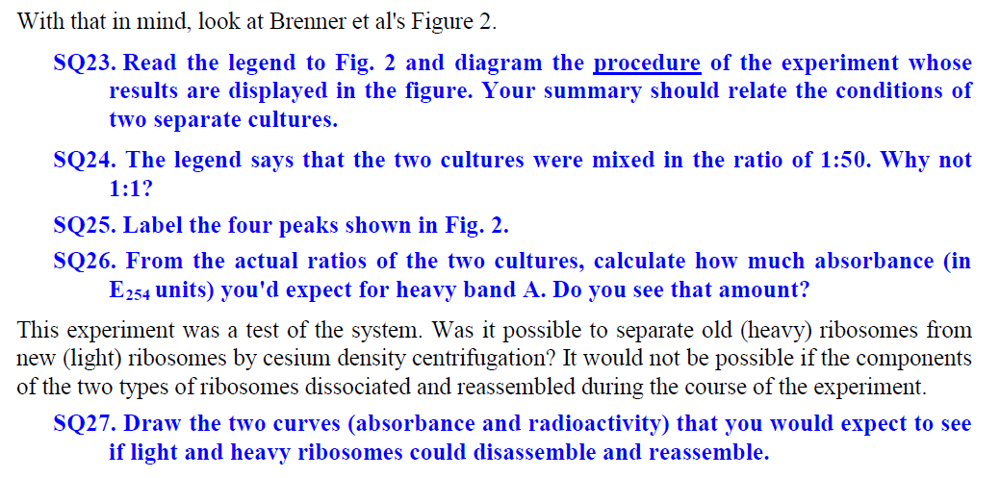 With that in mind, look at Brenner et al's Figure 2.
SQ23. Read the legend to Fig. 2 and diagram the procedure of the experiment whose
results are displayed in the figure. Your summary should relate the conditions of
two separate cultures.
SQ24. The legend says that the two cultures were mixed in the ratio of 1:50. Why not
1:1?
SQ25. Label the four peaks shown in Fig. 2.
SQ26. From the actual ratios of the two cultures, calculate how much absorbance (in
E254 units) you'd expect for heavy band A. Do you see that amount?
This experiment was a test of the system. Was it possible to separate old (heavy) ribosomes from
new (light) ribosomes by cesium density centrifugation? It would not be possible if the components
of the two types of ribosomes dissociated and reassembled during the course of the experiment.
SQ27. Draw the two curves (absorbance and radioactivity) that you would expect to see
if light and heavy ribosomes could disassemble and reassemble.